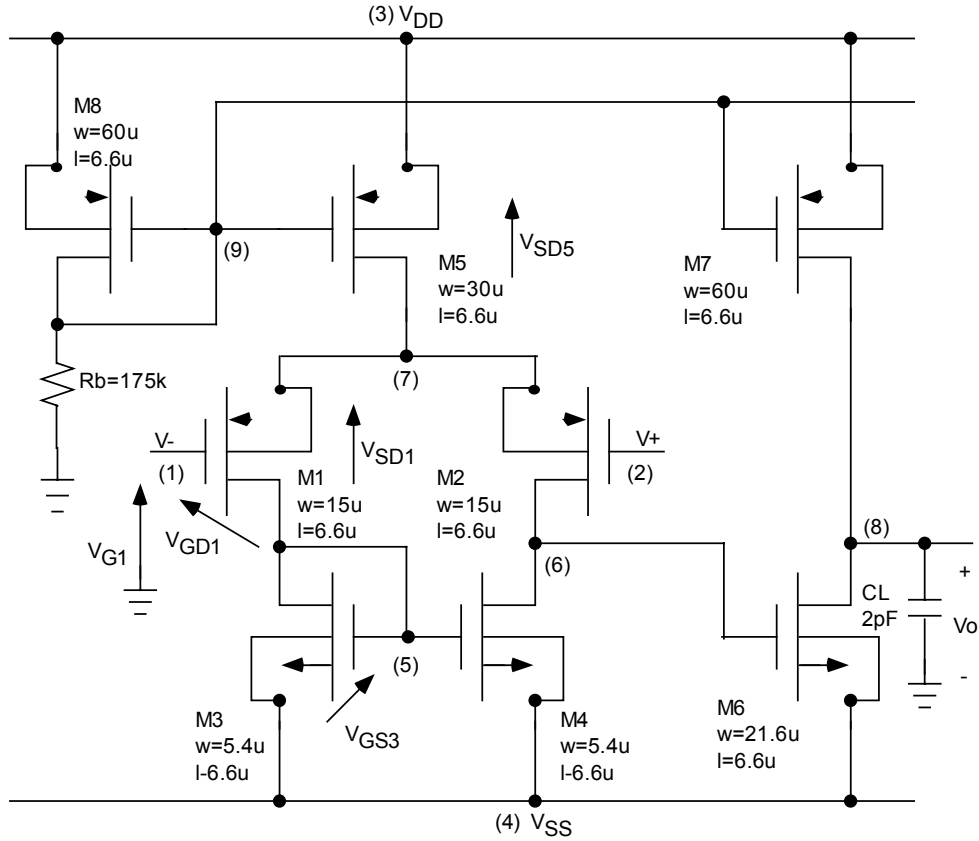 (3) VDD
M8
w=60u
l=6.6u
(9)
M5
w=30u
l=6.6u
VSD5
M7
w=60u
l=6.6u
Rb=175k
(7)
V-
(1)
VSD1
V+
(2)
M1
w=15u
l=6.6u
M2
w=15u
l=6.6u
VG1
VGD1
(6)
(8)
CL
2pF
+
Vo
-
(5)
VGS3
M3
w=5.4u
l-6.6u
M4
w=5.4u
l-6.6u
M6
w=21.6u
l=6.6u
(4) VSS